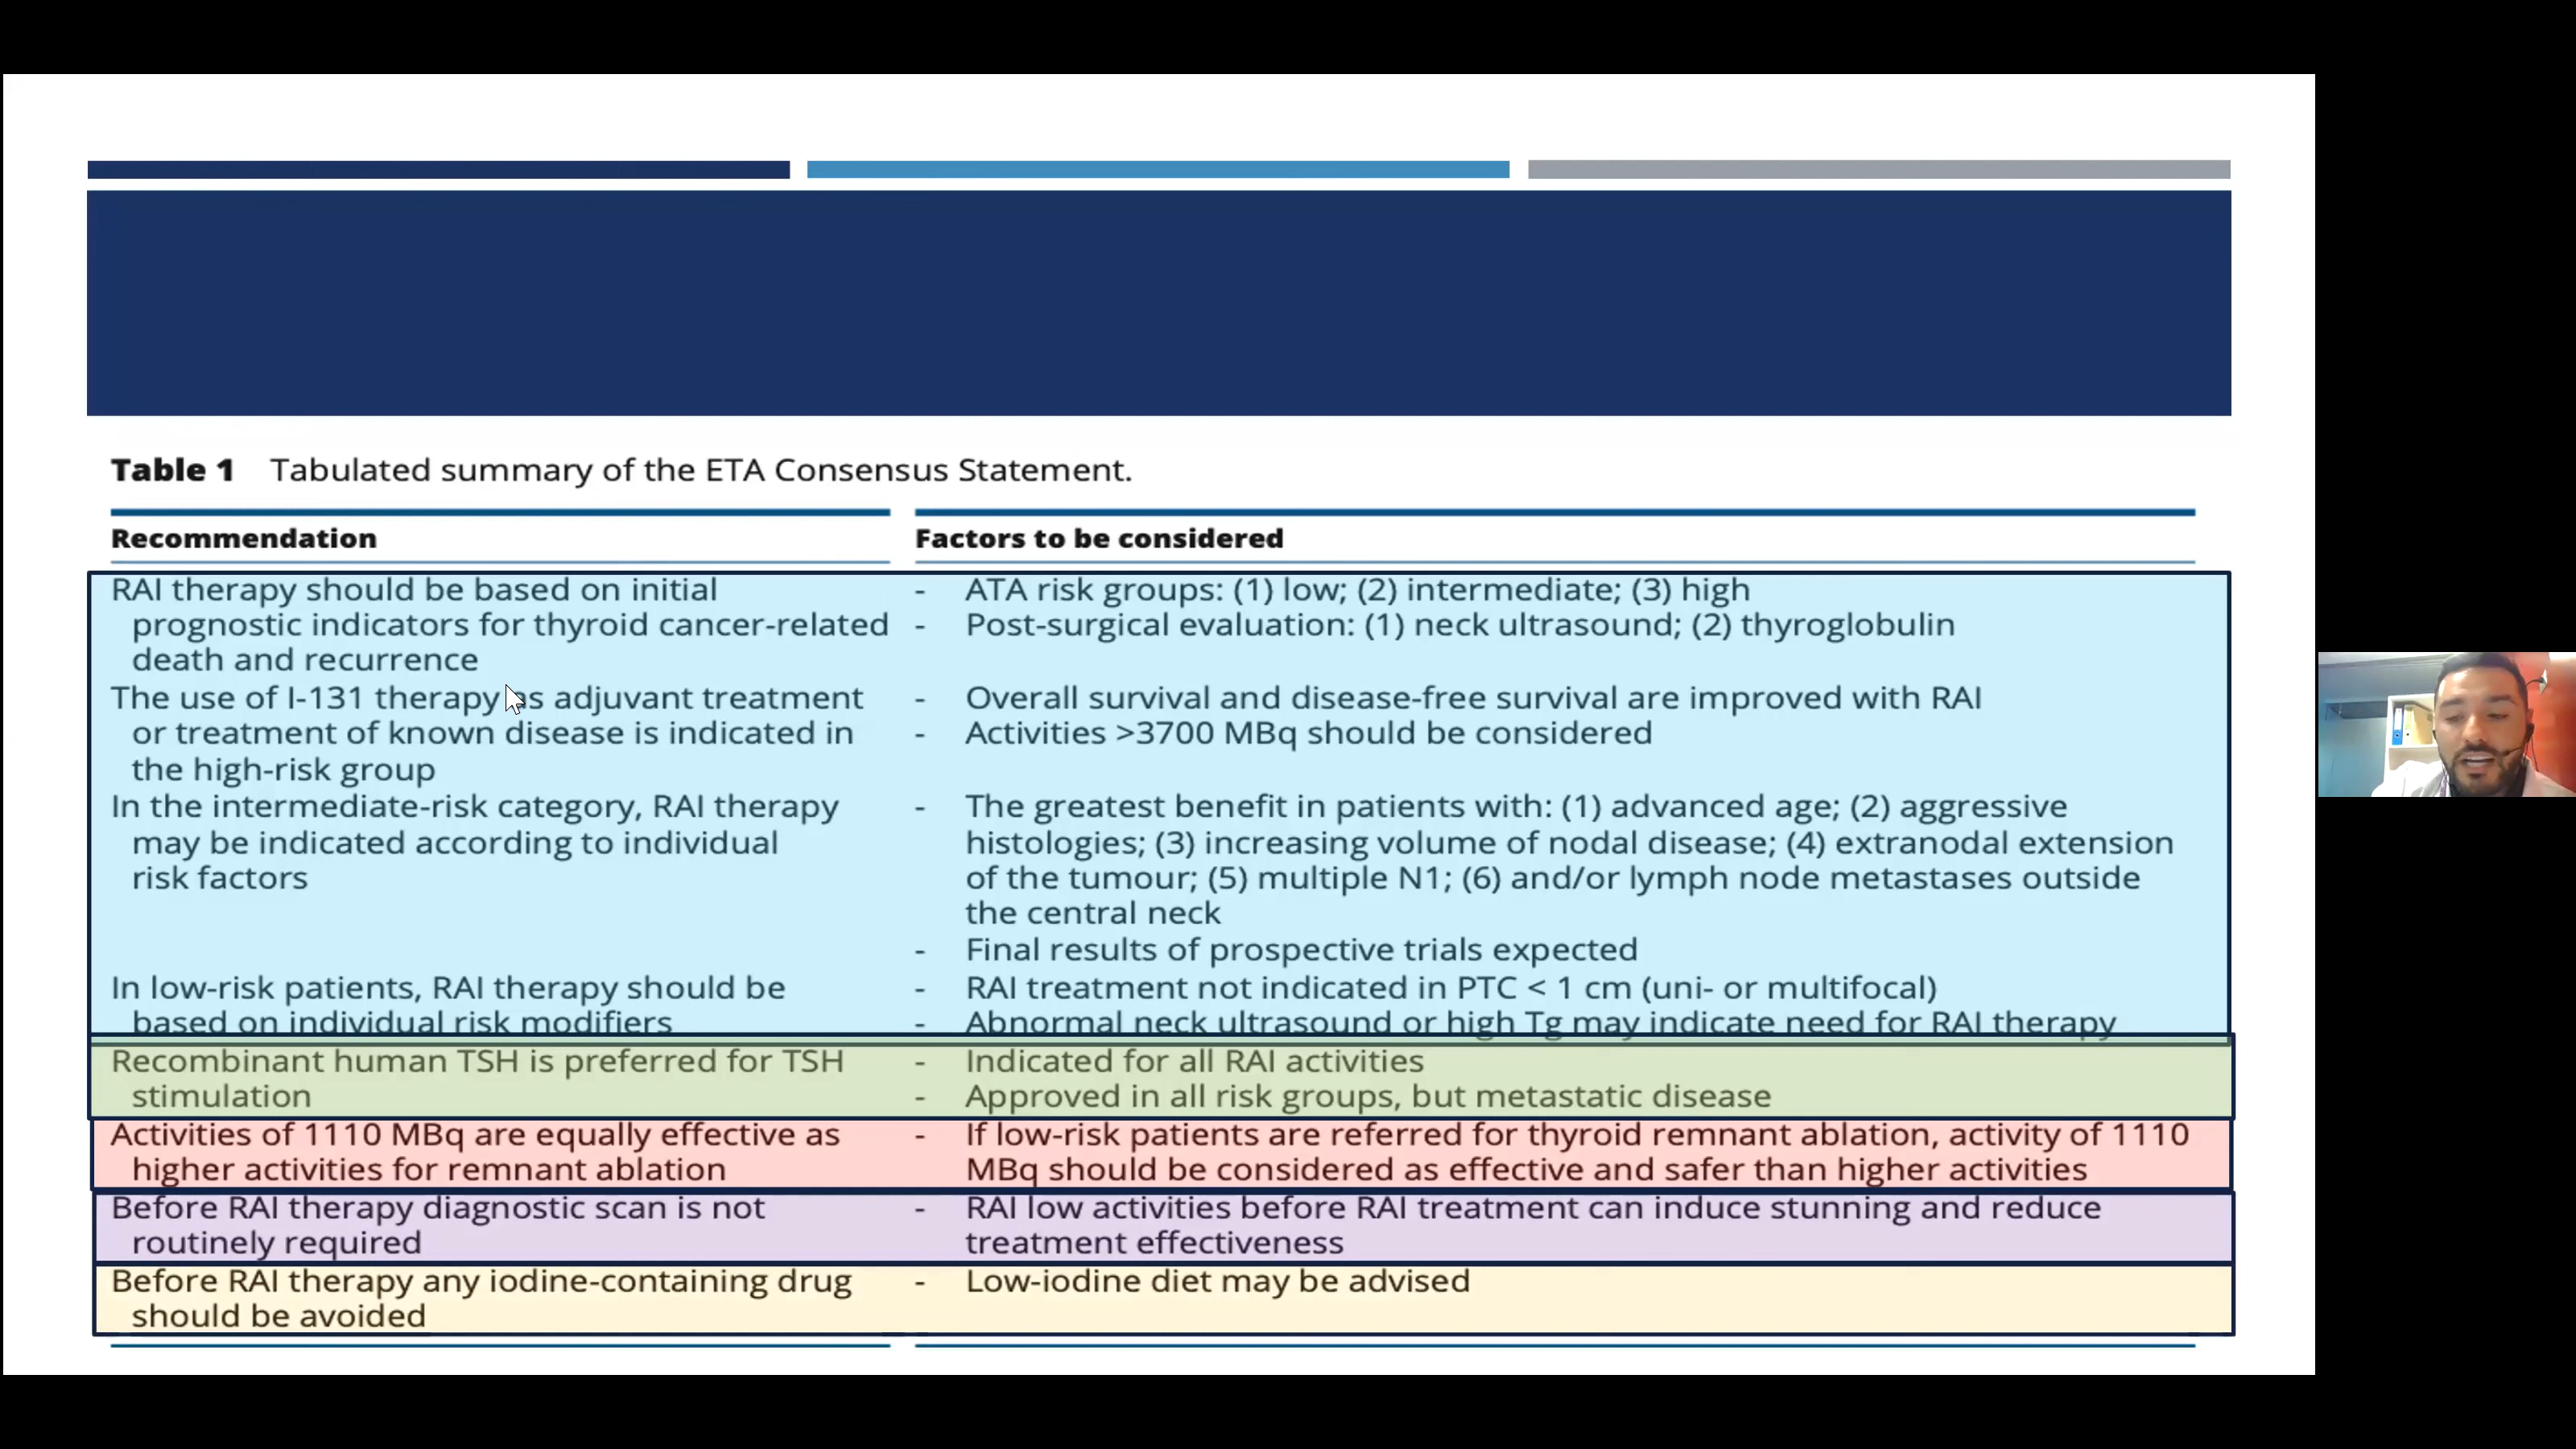 Table 1 Tabulated summary of the ETA Consensus Statement.
Recommendation
Factors to be considered
RAI therapy should be based on initial
prognostic indicators for thyroid cancer-related
death and recurrence
- ATA risk groups: (1) low; (2) intermediate; (3) high
- Post-surgical evaluation: (1) neck ultrasound; (2) thyroglobulin
The use of I-131 therapy as adjuvant treatment
or treatment of known disease is indicated in
the high-risk group
- Overall survival and disease-free survival are improved with RAI
- Activities >3700 MBq should be considered
In the intermediate-risk category, RAI therapy
may be indicated according to individual
risk factors
- The greatest benefit in patients with: (1) advanced age; (2) aggressive
histologies; (3) increasing volume of nodal disease; (4) extranodal extension
of the tumour; (5) multiple N1; (6) and/or lymph node metastases outside
the central neck
- Final results of prospective trials expected
In low-risk patients, RAI therapy should be
based on individual risk modifiers
- RAI treatment not indicated in PTC < 1 cm (uni- or multifocal)
- Abnormal neck ultrasound or high Tg may indicate need for RAI therapy
Recombinant human TSH is preferred for TSH
stimulation
- Indicated for all RAI activities
- Approved in all risk groups, but metastatic disease
Activities of 1110 MBq are equally effective as
higher activities for remnant ablation
- If low-risk patients are referred for thyroid remnant ablation, activity of 1110
MBq should be considered as effective and safer than higher activities
Before RAI therapy diagnostic scan is not
routinely required
- RAI low activities before RAI treatment can induce stunning and reduce
treatment effectiveness
Before RAI therapy any iodine-containing drug
should be avoided
- Low-iodine diet may be advised